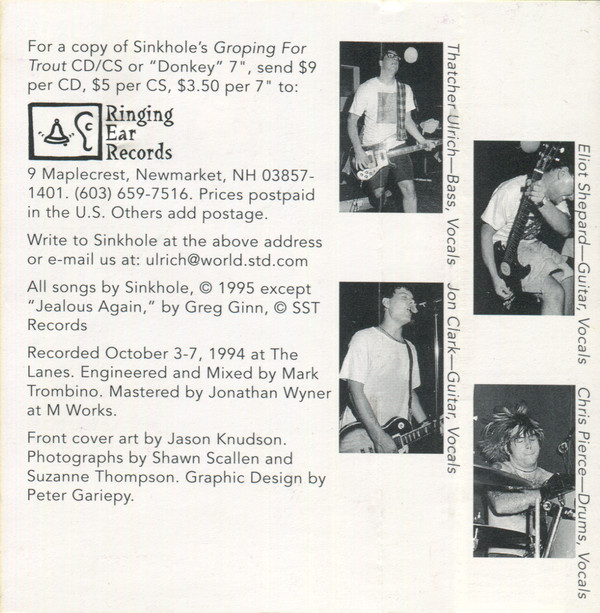 For a copy of Sinkhole's Groping For
Trout CD/CS or "Donkey" 7", send $9
per CD, $5 per CS, $3.50 per 7" to:
Ringing
Ear
Records
9 Maplecrest, Newmarket, NH 03857-
1401. (603) 659-7516. Prices postpaid
in the U.S. Others add postage.
Write to Sinkhole at the above address
or e-mail us at: ulrich@world.std.com
All songs by Sinkhole, © 1995 except
"Jealous Again," by Greg Ginn, © SST
Records
Recorded October 3-7, 1994 at The
Lanes. Engineered and Mixed by Mark
Trombino. Mastered by Jonathan Wyner
at M Works.
Front cover art by Jason Knudson.
Photographs by Shawn Scallen and
Suzanne Thompson. Graphic Design by
Peter Gariepy.
Thatcher Ulrich—Bass, Vocals
Eliot Shepard—Guitar, Vocals
Jon Clark—Guitar, Vocals
Chris Pierce—Drums, Vocals